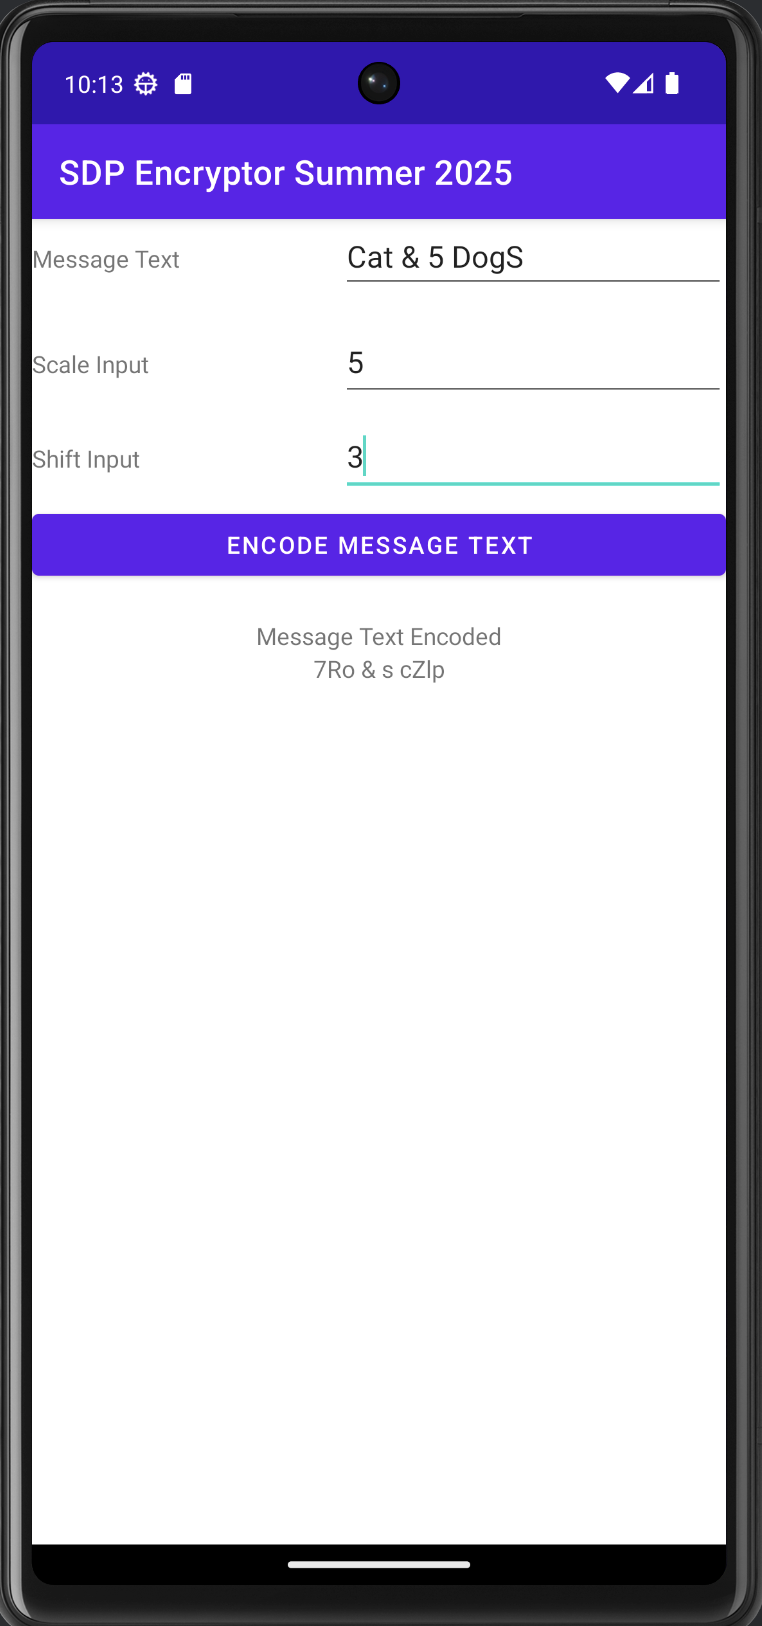 10:13
SDP Encryptor Summer 2025
Message Text Cat & 5 DogS
Scale Input 5
Shift Input 3
ENCODE MESSAGE TEXT
Message Text Encoded
7Ro & s cZlp